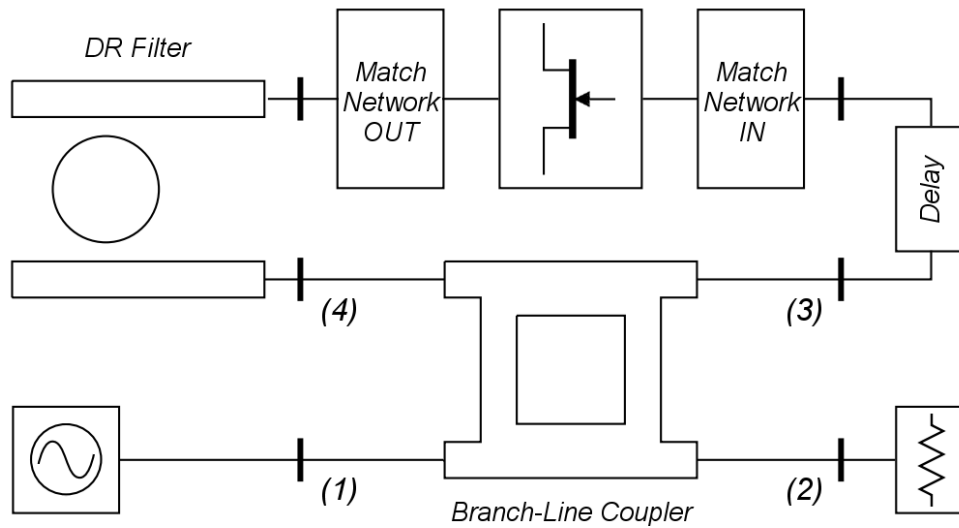 DR Filter
Match
Network
OUT
Match
Network
IN
Delay
(4)
(3)
(1)
(2)
Branch-Line Coupler